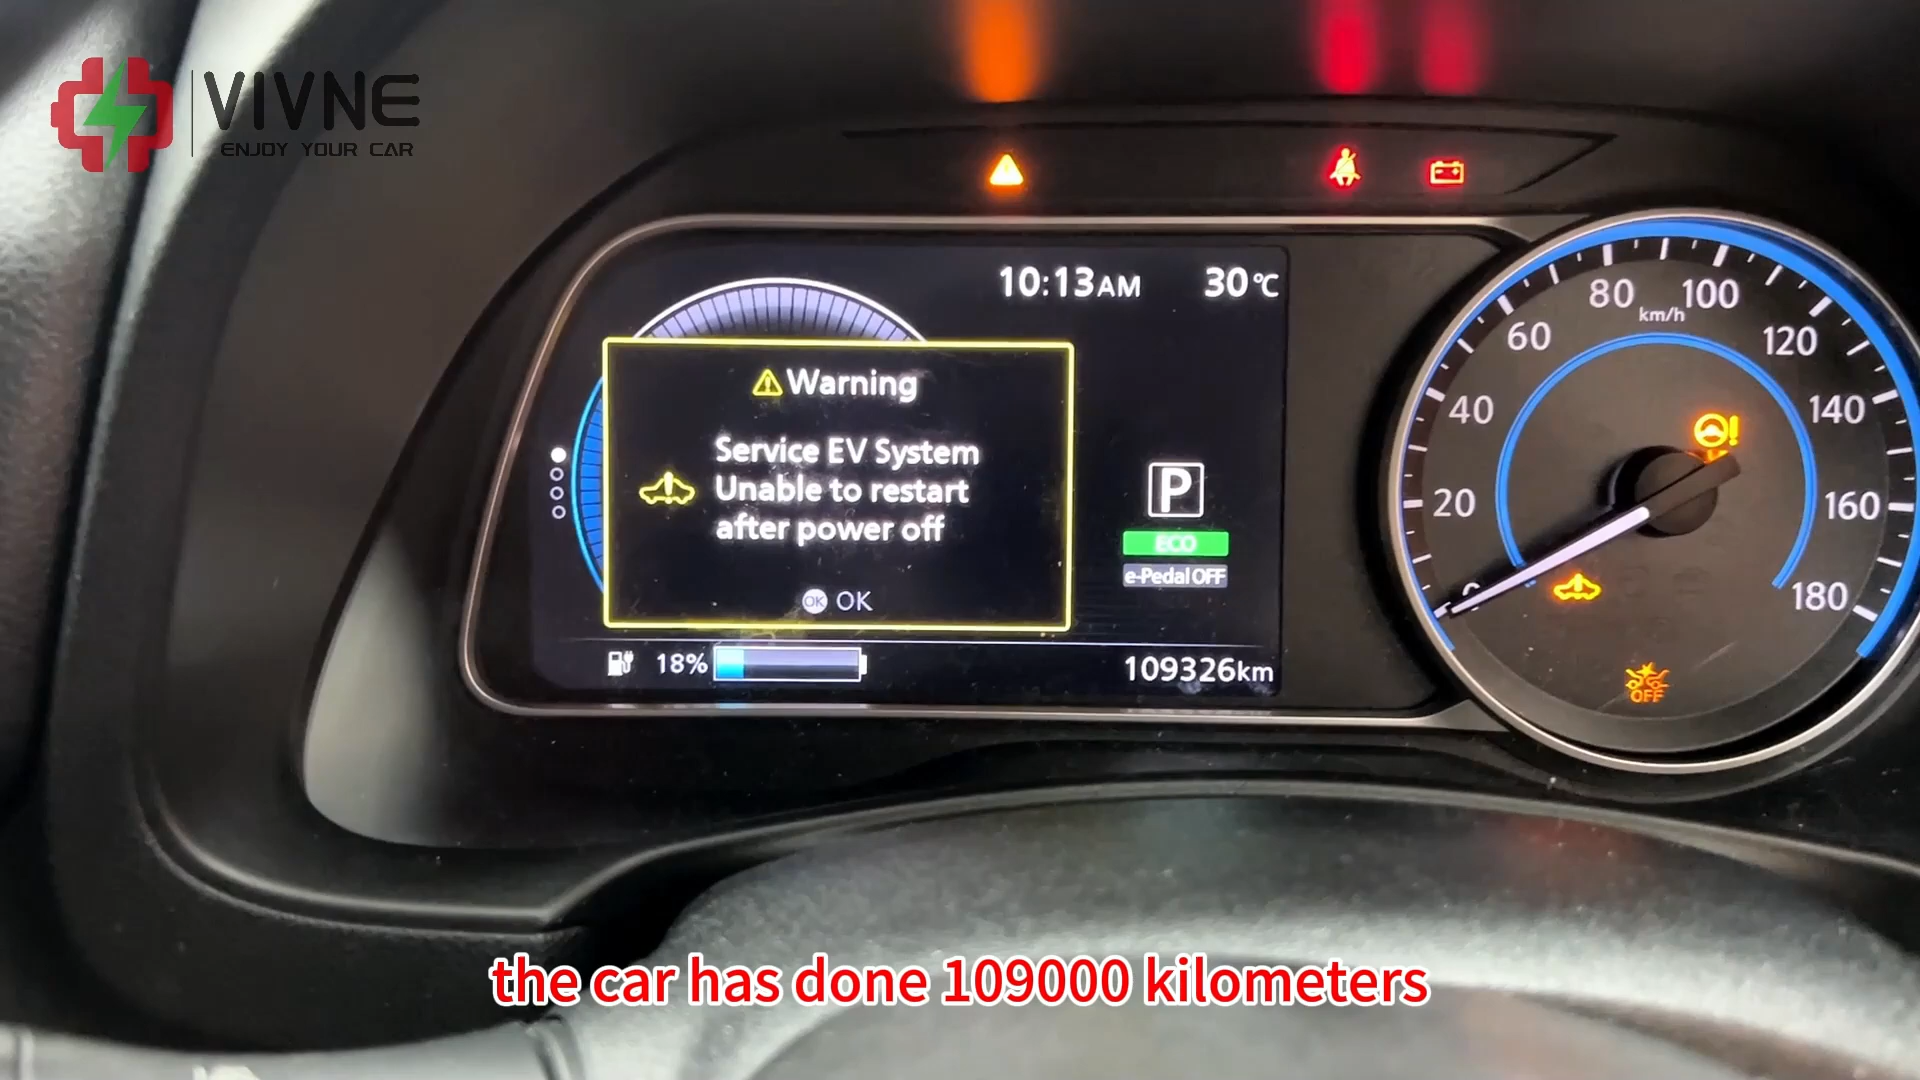 VIVNE
ENJOY YOUR CAR
10:13AM 30°C
Warning
Service EV System
Unable to restart
after power off
OK OK
P
ECO
e-Pedal OFF
18%
109326km
0
20
40
60
80
100
120
140
160
180
km/h
OFF
the car has done 109000 kilometers